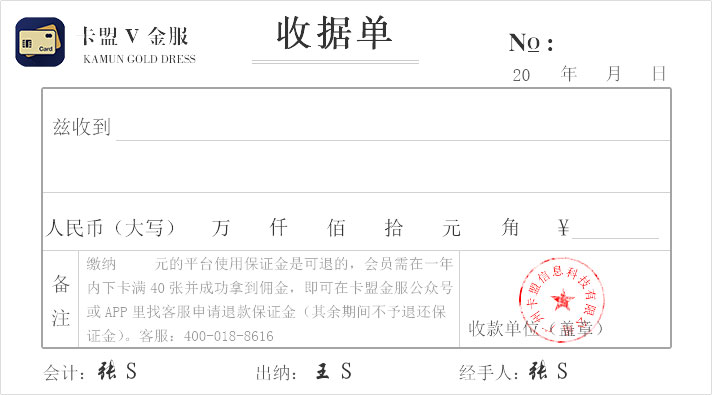 Card
卡盟 V 金服
KAMUN GOLD DRESS
收据单
No :
20 年 月 日
兹收到
人民币（大写） 万 仟 佰 拾 元 角 ¥
备注
缴纳 元的平台使用保证金是可退的，会员需在一年
内下卡满 40 张并成功拿到佣金，即可在卡盟金服公众号
或 APP 里找客服申请退款保证金（其余期间不予退还保
证金）。客服：400-018-8616
州卡盟信息科技有限公
收款单位（盖章）
会计：张 S 出纳：王 S 经手人：张 S